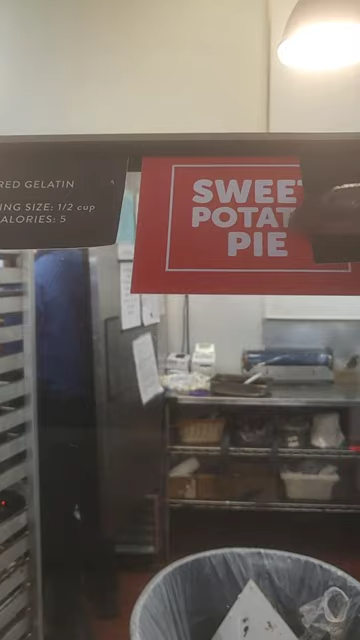 RED GELATIN
ING SIZE: 1/2 cup
ALORIES: 5
SWEET
POTAT
PIE